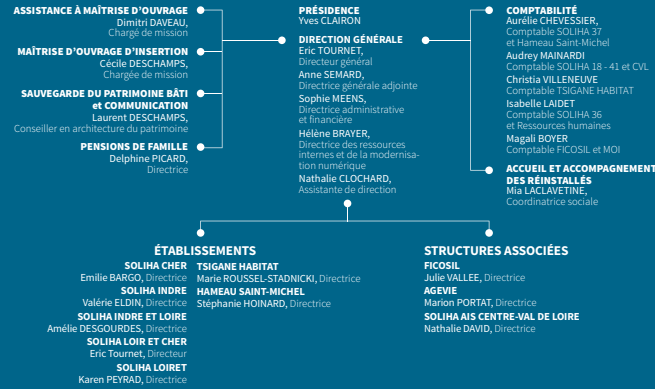 ASSISTANCE À MAÎTRISE D'OUVRAGE
Dimitri DAVEAU,
Chargé de mission
MAÎTRISE D'OUVRAGE D'INSERTION
Cécile DESCHAMPS,
Chargée de mission
SAUVEGARDE DU PATRIMOINE BÂTI
et COMMUNICATION
Laurent DESCHAMPS,
Conseiller en architecture du patrimoine
PENSIONS DE FAMILLE
Delphine PICARD,
Directrice
PRÉSIDENCE
Yves CLAIRON
DIRECTION GÉNÉRALE
Eric TOURNET,
Directeur général
Anne SEMARD,
Directrice générale adjointe
Sophie MEENS,
Directrice administrative
et financière
Hélène BRAYER,
Directrice des ressources
internes et de la modernisa-
tion numérique
Nathalie CLOCHARD,
Assistante de direction
COMPTABILITÉ
Aurélie CHEVESSIER,
Comptable SOLIHA 37
et Hameau Saint-Michel
Audrey MAINARDI
Comptable SOLIHA 18 - 41 et CVL
Christia VILLENEUVE
Comptable TSIGANE HABITAT
Isabelle LAIDET
Comptable SOLIHA 36
et Ressources humaines
Magali BOYER
Comptable FICOSIL et MOI
ACCUEIL ET ACCOMPAGNEMENT
DES RÉINSTALLÉS
Mia LACLAVETINE,
Coordinatrice sociale
ÉTABLISSEMENTS
SOLIHA CHER
Emilie BARGO, Directrice
SOLIHA INDRE
Valérie ELDIN, Directrice
SOLIHA INDRE ET LOIRE
Amélie DESGOURDES, Directrice
SOLIHA LOIR ET CHER
Eric Tournet, Directeur
SOLIHA LOIRET
Karen PEYRAD, Directrice
TSIGANE HABITAT
Marie ROUSSEL-STADNICKI, Directrice
HAMEAU SAINT-MICHEL
Stéphanie HOINARD, Directrice
STRUCTURES ASSOCIÉES
FICOSIL
Julie VALLEE, Directrice
AGEVIE
Marion PORTAT, Directrice
SOLIHA AIS CENTRE-VAL DE LOIRE
Nathalie DAVID, Directrice